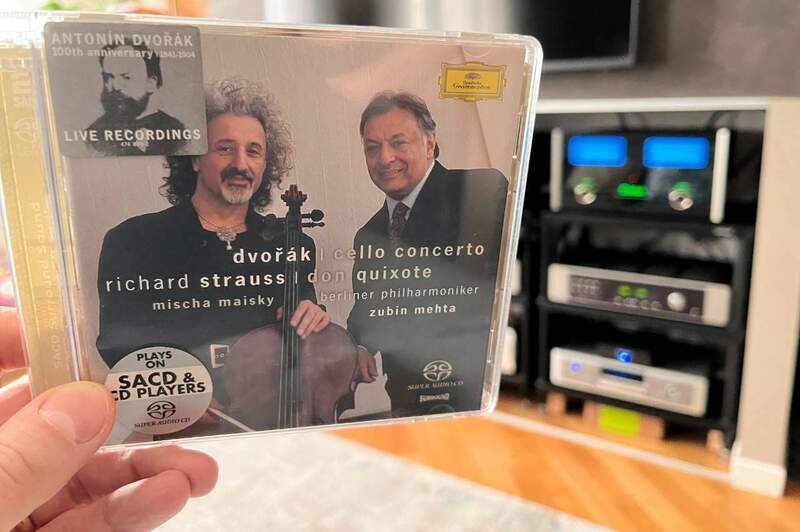 ANTONÍN DVOŘÁK
100th anniversary | 1841-1904
LIVE RECORDINGS
Deutsche
Grammophon
dvořák | cello concerto
richard strauss | don quixote
mischa maisky
berliner philharmoniker
zubin mehta
PLAYS ON
SACD &
CD PLAYERS
SUPER AUDIO CD
SUPER AUDIO CD
SURROUND